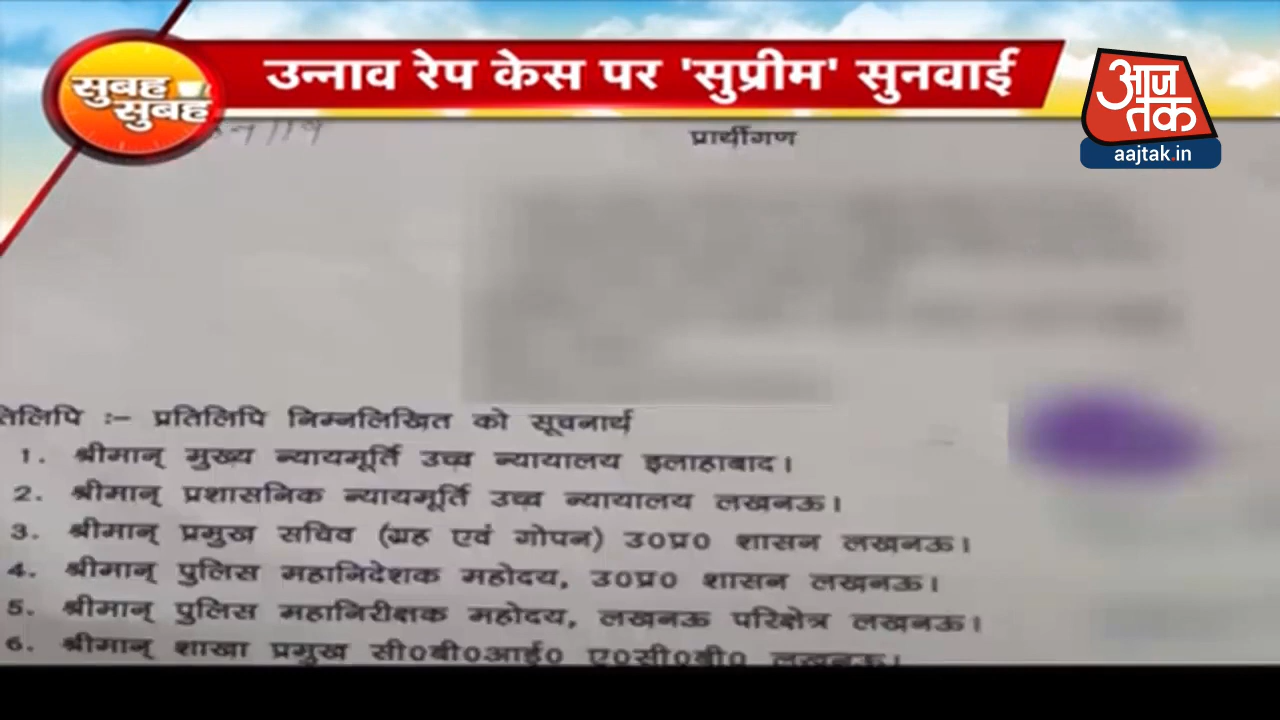 उन्नाव रेप केस पर 'सुप्रीम' सुनवाई
सुबह
सुबह
आज
तक
aajtak.in
प्रार्थीगण
तिलिपि :- प्रतिलिपि निम्नलिखित को सूचनार्थ
1. श्रीमान् मुख्य न्यायमूर्ति उच्च न्यायालय इलाहाबाद।
2. श्रीमान् प्रशासनिक न्यायमूर्ति उच्च न्यायालय लखनऊ।
3. श्रीमान् प्रमुख सचिव (ग्रह एवं गोपन) उ0प्र0 शासन लखनऊ।
4. श्रीमान् पुलिस महानिदेशक महोदय, उ0प्र0 शासन लखनऊ।
5. श्रीमान् पुलिस महानिरीक्षक महोदय, लखनऊ परिक्षेत्र लखनऊ।
6. श्रीमान् शाखा प्रमुख सी0बी0आई0 ए0सी0बी0 लखनऊ।